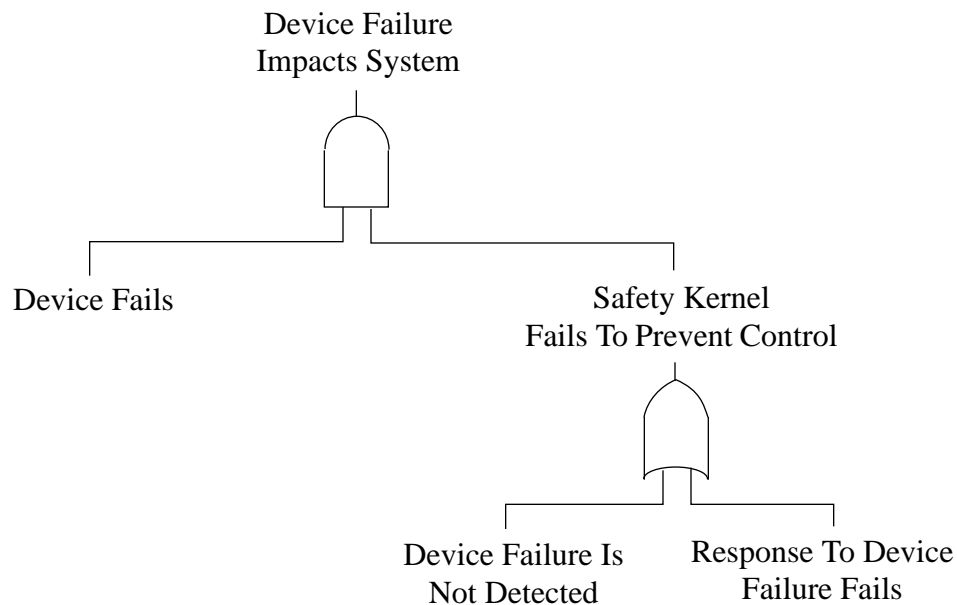 Device Failure
Impacts System
Device Fails
Safety Kernel
Fails To Prevent Control
Device Failure Is
Not Detected
Response To Device
Failure Fails